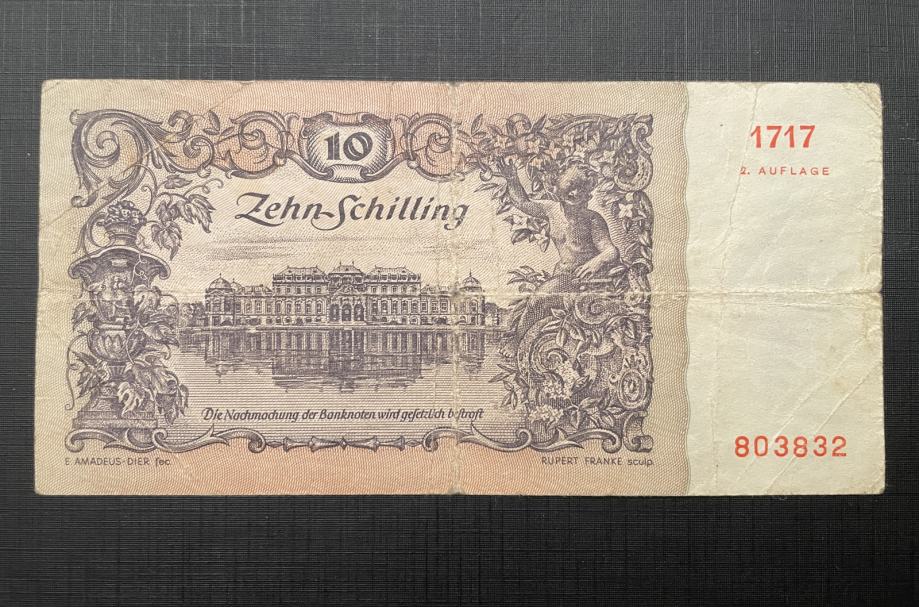 10
1717
2. AUFLAGE
Zehn Schilling
Die Nachmachung der Banknoten wird gesetzlich bestraft
803832
E. AMADEUS-DIER fec.
RUPERT FRANKE sculp.